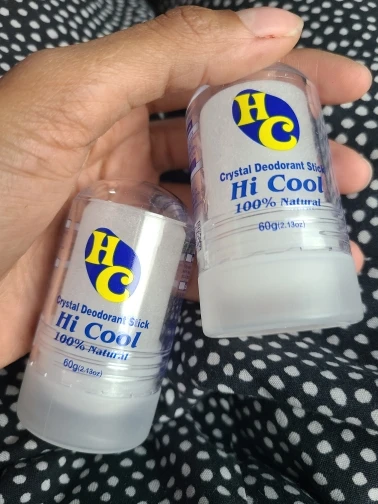 HC
Crystal Deodorant Stick
Hi Cool
100% Natural
60g(2.13oz)
HC
Crystal Deodorant Stick
Hi Cool
100% Natural
60g(2.13oz)